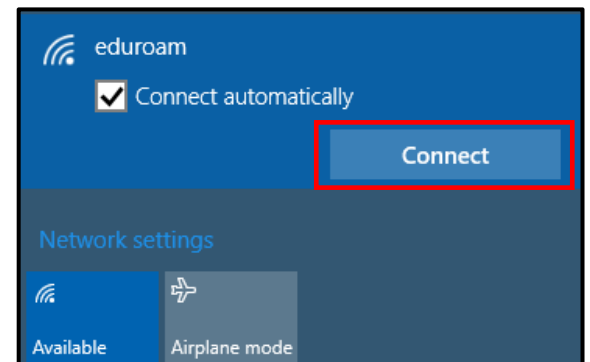 eduroam
Connect automatically
Connect
Network settings
Available
Airplane mode